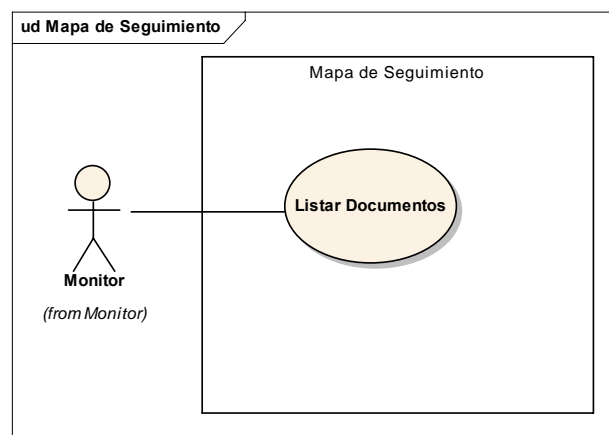 ud Mapa de Seguimiento
Mapa de Seguimiento
Listar Documentos
Monitor
(from Monitor)